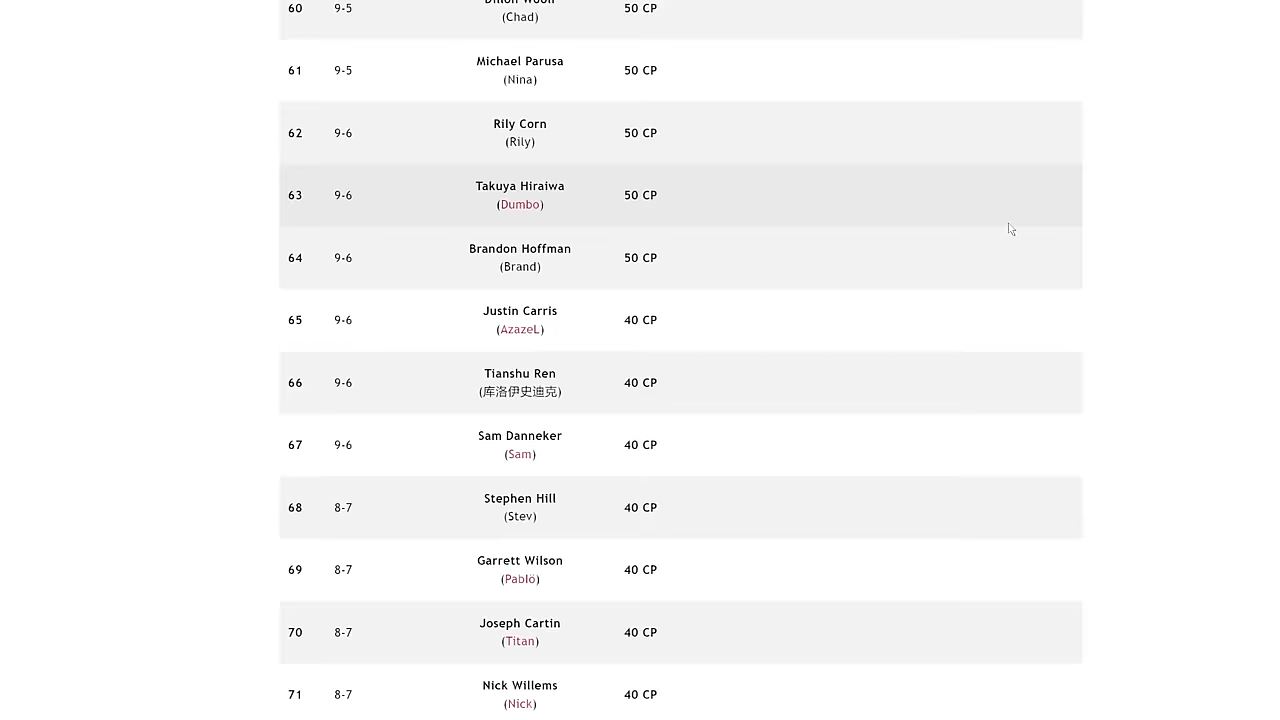 60 9-5 50 CP
(Chad)
61 9-5 Michael Parusa 50 CP
(Nina)
62 9-6 Rily Corn 50 CP
(Rily)
63 9-6 Takuya Hiraiwa 50 CP
(Dumbo)
64 9-6 Brandon Hoffman 50 CP
(Brand)
65 9-6 Justin Carris 40 CP
(AzazeL)
66 9-6 Tianshu Ren 40 CP
(库洛伊史迪克)
67 9-6 Sam Danneker 40 CP
(Sam)
68 8-7 Stephen Hill 40 CP
(Stev)
69 8-7 Garrett Wilson 40 CP
(Pablö)
70 8-7 Joseph Cartin 40 CP
(Titan)
71 8-7 Nick Willems 40 CP
(Nick)